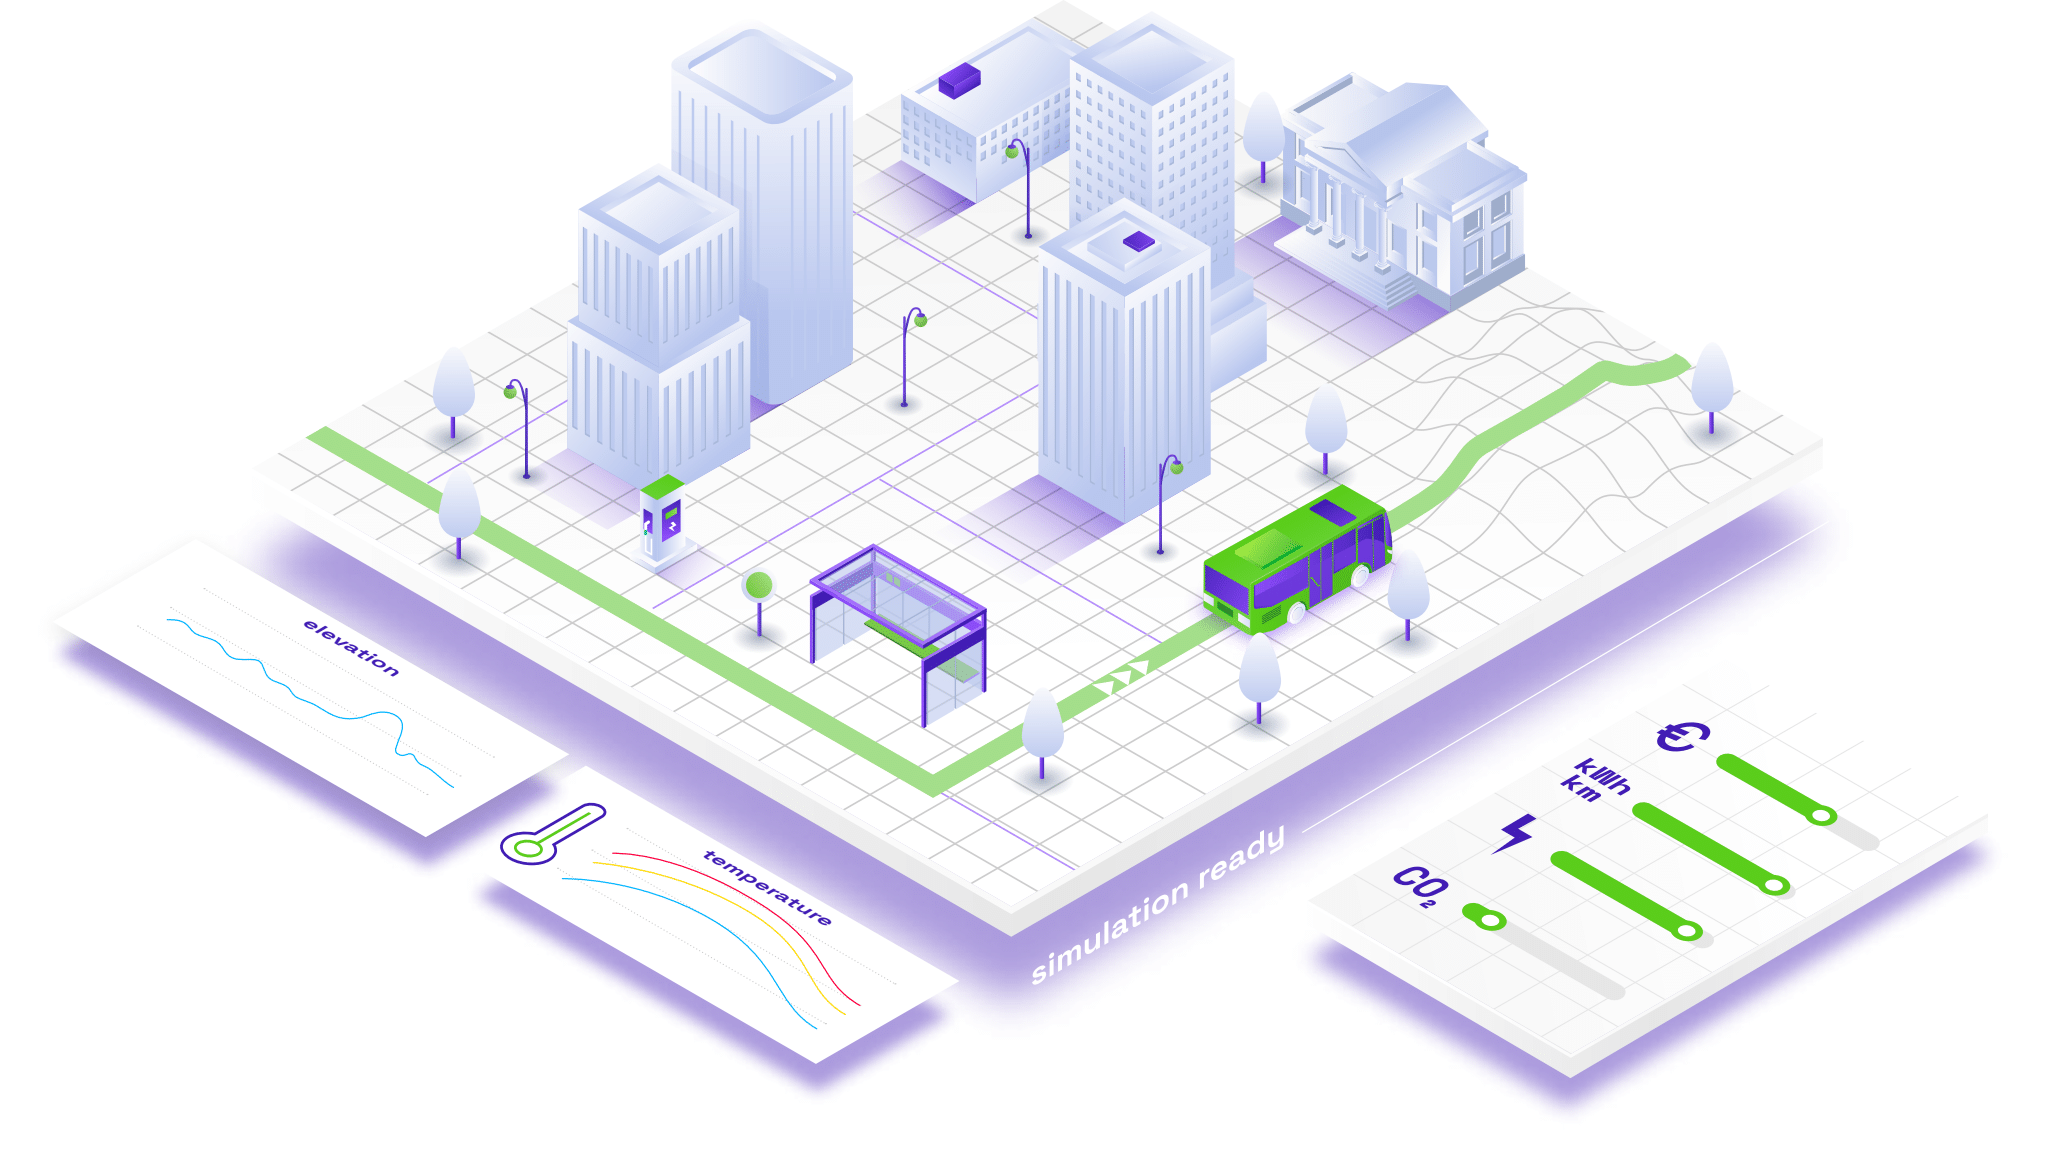 elevation
temperature
simulation ready
€
kWh
km
CO₂